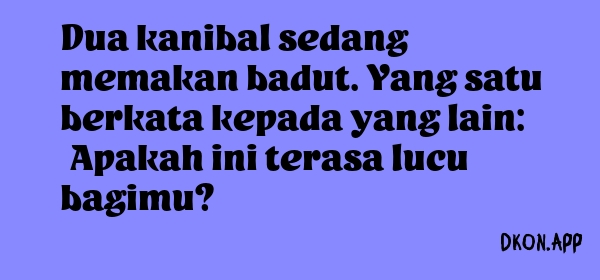 Dua kanibal sedang
memakan badut. Yang satu
berkata kepada yang lain:
Apakah ini terasa lucu
bagimu?
DKON.APP